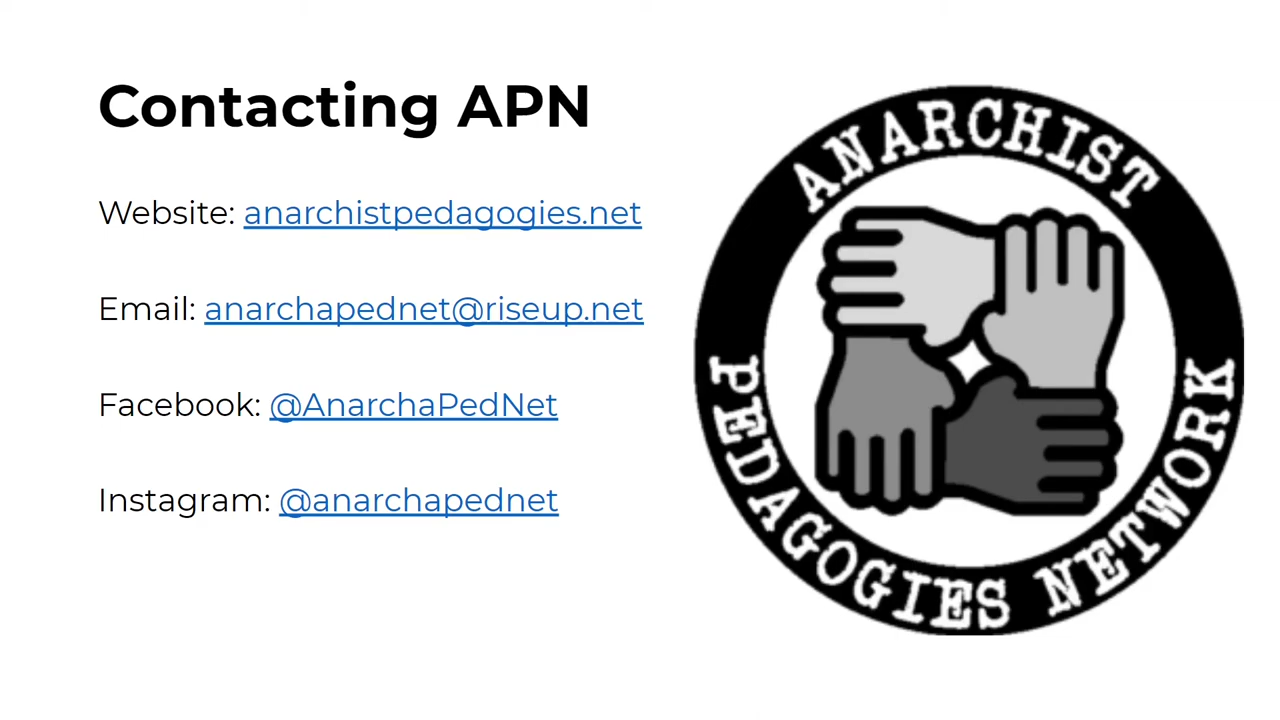 Contacting APN
Website: anarchistpedagogies.net
Email: anarchapednet@riseup.net
Facebook: @AnarchaPedNet
Instagram: @anarchapednet
ANARCHIST
PEDAGOGIES NETWORK